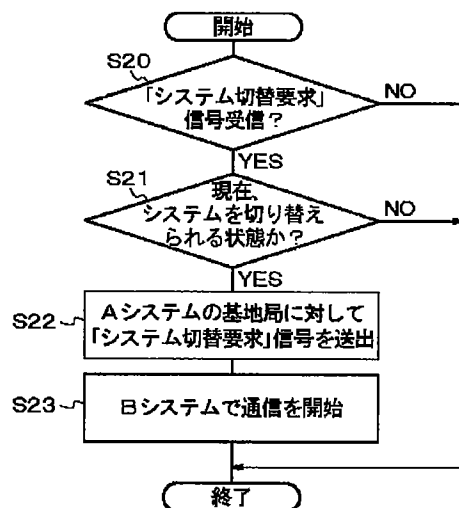 開始
S20
「システム切替要求」
信号受信?
NO
YES
S21
現在、
システムを切り替え
られる状態か?
NO
YES
S22
Aシステムの基地局に対して
「システム切替要求」信号を送出
S23
Bシステムで通信を開始
終了